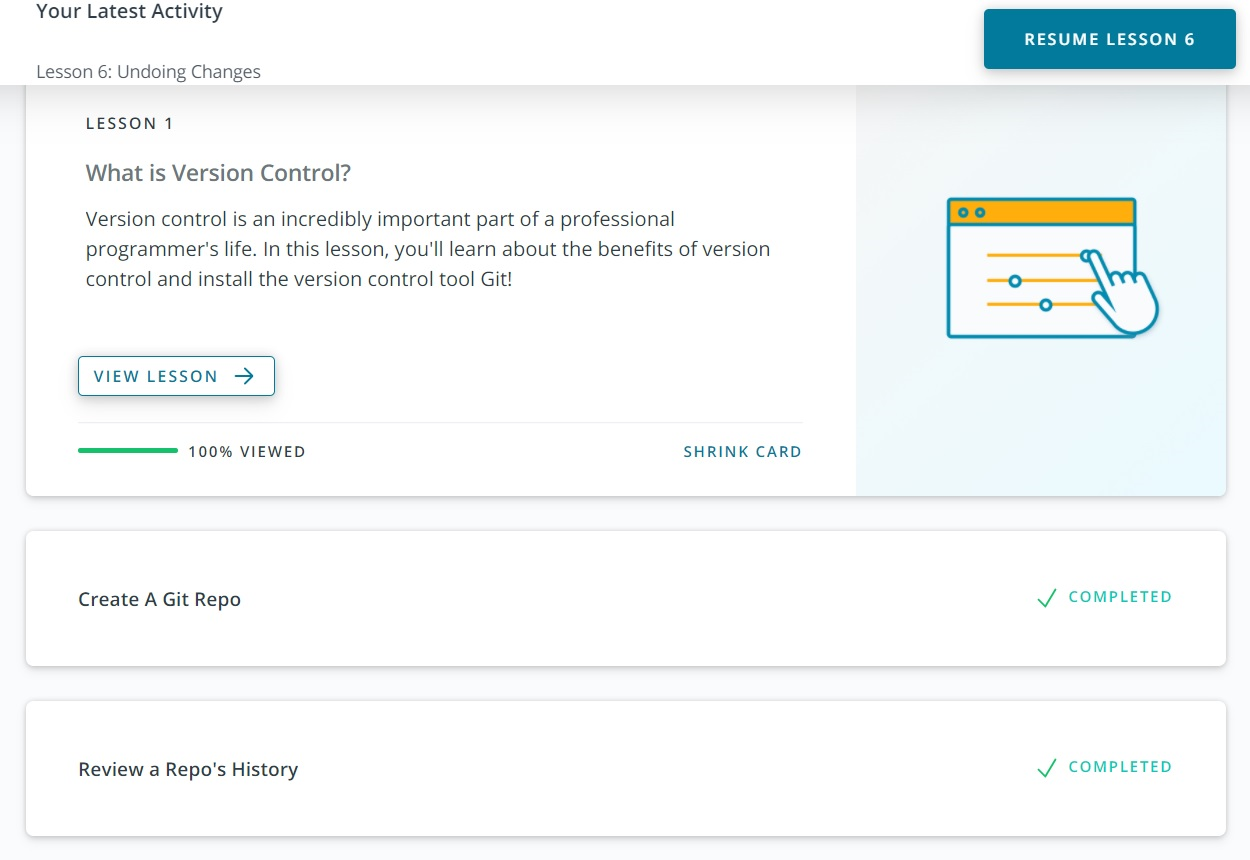 Your Latest Activity
RESUME LESSON 6
Lesson 6: Undoing Changes
LESSON 1
What is Version Control?
Version control is an incredibly important part of a professional
programmer's life. In this lesson, you'll learn about the benefits of version
control and install the version control tool Git!
VIEW LESSON
100% VIEWED
SHRINK CARD
Create A Git Repo
COMPLETED
Review a Repo's History
COMPLETED